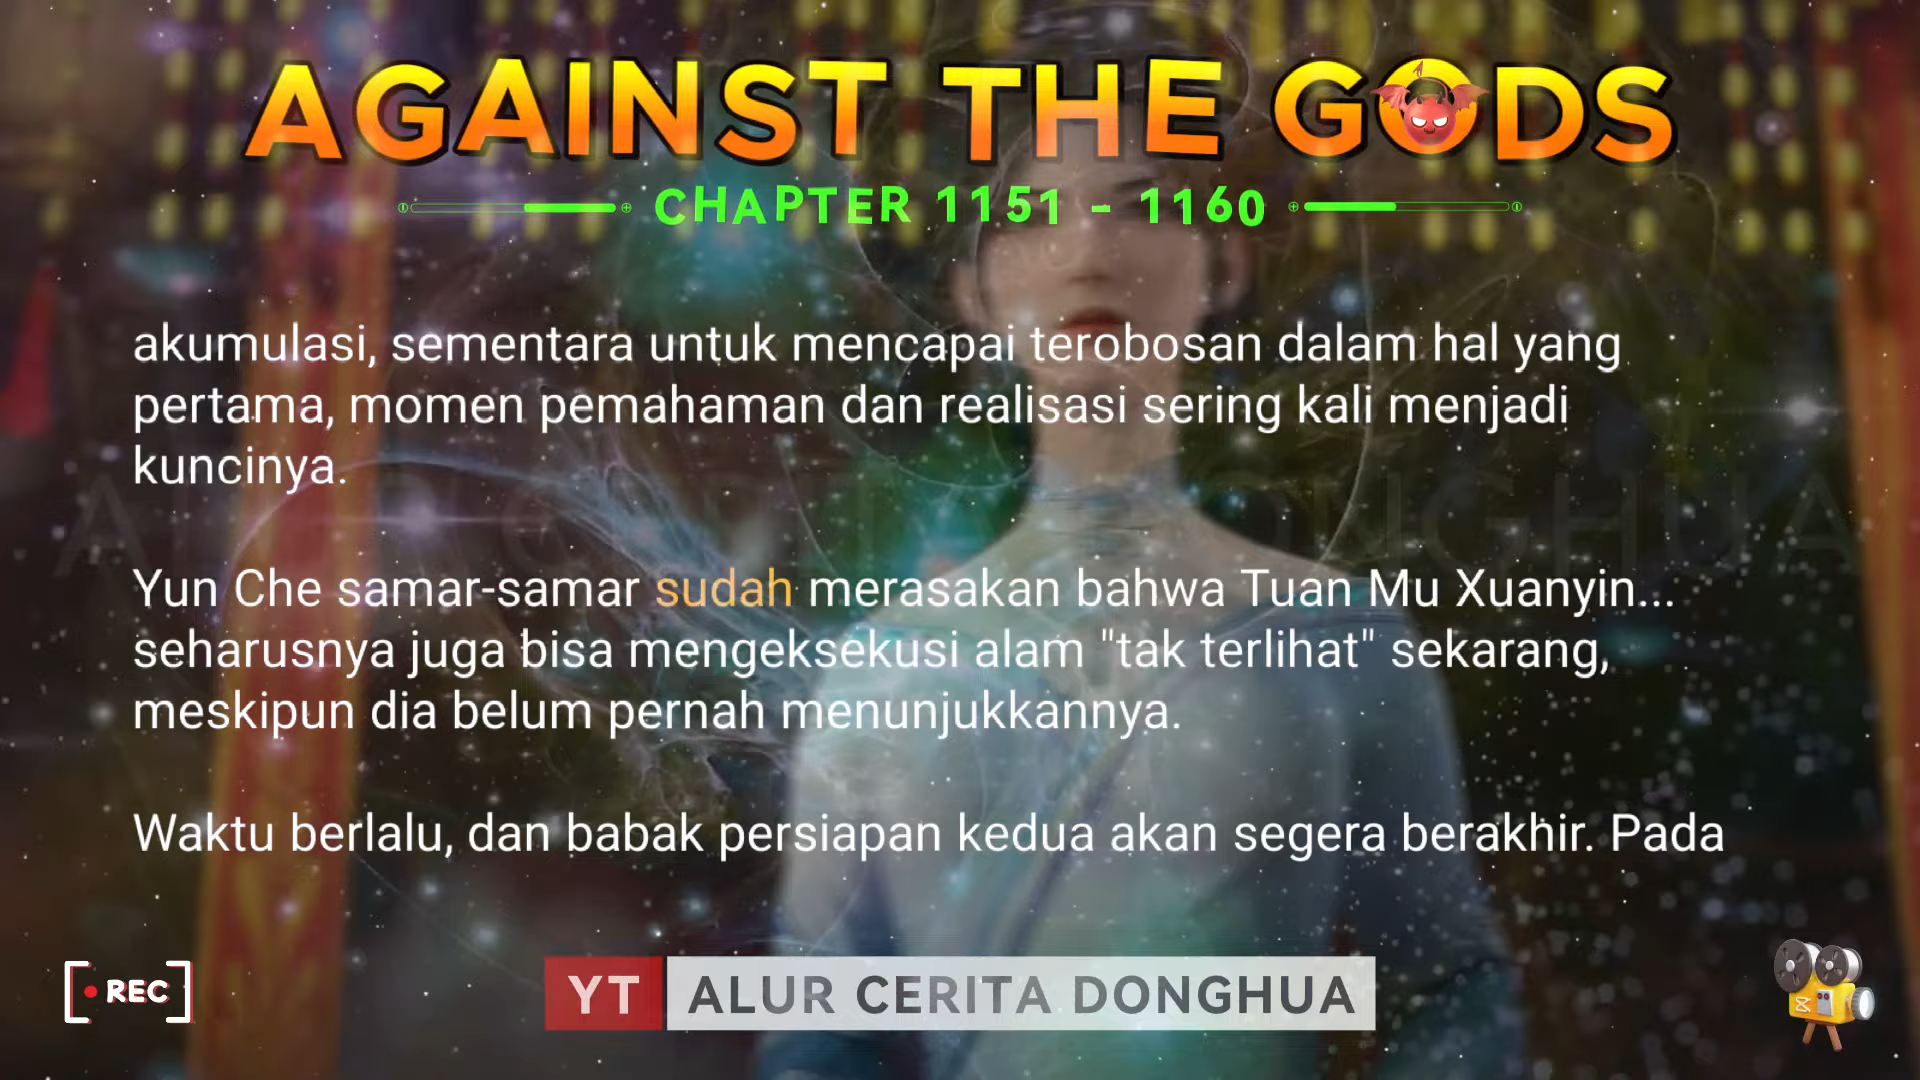 AGAINST THE GODS
CHAPTER 1151 - 1160
akumulasi, sementara untuk mencapai terobosan dalam hal yang
pertama, momen pemahaman dan realisasi sering kali menjadi
kuncinya.
Yun Che samar-samar sudah merasakan bahwa Tuan Mu Xuanyin...
seharusnya juga bisa mengeksekusi alam "tak terlihat" sekarang,
meskipun dia belum pernah menunjukkannya.
Waktu berlalu, dan babak persiapan kedua akan segera berakhir. Pada
REC
YT ALUR CERITA DONGHUA